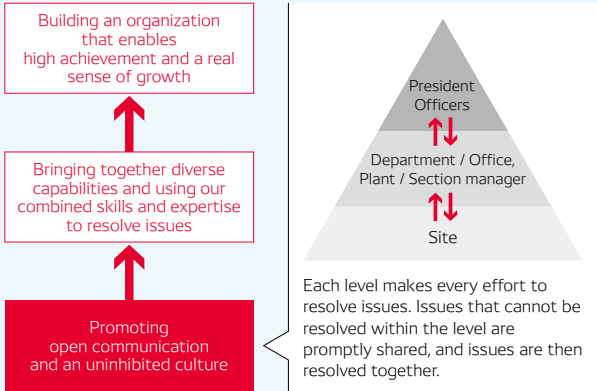 Building an organization
that enables
high achievement and a real
sense of growth
Bringing together diverse
capabilities and using our
combined skills and expertise
to resolve issues
Promoting
open communication
and an uninhibited culture
President
Officers
Department / Office,
Plant / Section manager
Site
Each level makes every effort to
resolve issues. Issues that cannot be
resolved within the level are
promptly shared, and issues are then
resolved together.